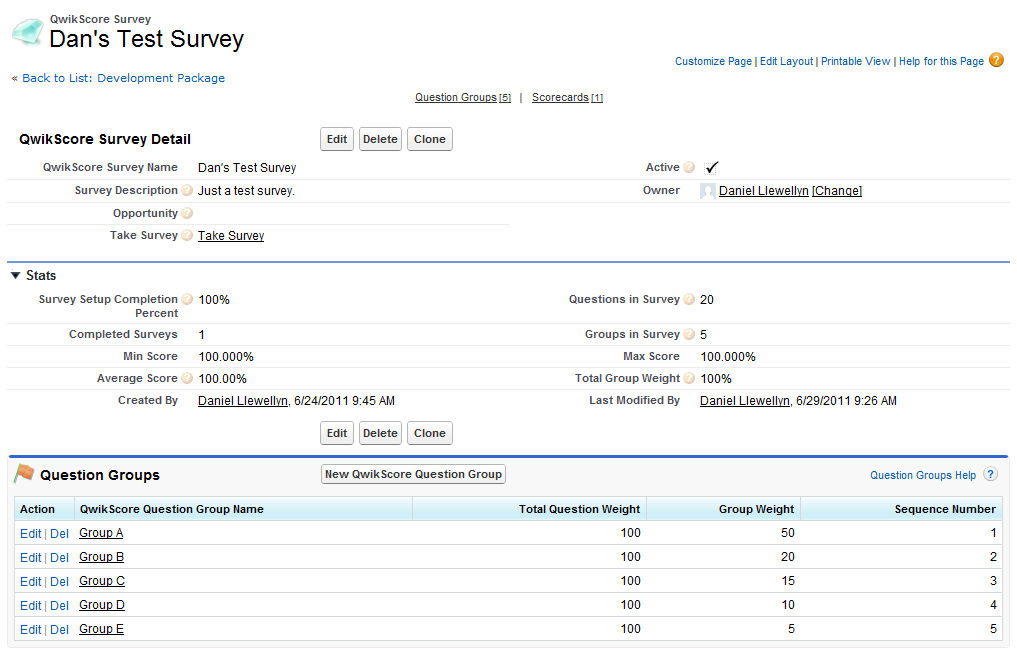 QwikScore Survey
Dan's Test Survey
Customize Page | Edit Layout | Printable View | Help for this Page ?
« Back to List: Development Package
Question Groups [5] | Scorecards [1]
QwikScore Survey Detail Edit Delete Clone
QwikScore Survey Name Dan's Test Survey Active ?
Survey Description ? Just a test survey. Owner Daniel Llewellyn [Change]
Opportunity ?
Take Survey ? Take Survey
Stats
Survey Setup Completion Percent ? 100% Questions in Survey ? 20
Completed Surveys 1 Groups in Survey ? 5
Min Score 100.000% Max Score 100.000%
Average Score ? 100.00% Total Group Weight ? 100%
Created By Daniel Llewellyn, 6/24/2011 9:45 AM Last Modified By Daniel Llewellyn, 6/29/2011 9:26 AM
Edit Delete Clone
Question Groups New QwikScore Question Group Question Groups Help ?
Action QwikScore Question Group Name Total Question Weight Group Weight Sequence Number
Edit | Del Group A 100 50 1
Edit | Del Group B 100 20 2
Edit | Del Group C 100 15 3
Edit | Del Group D 100 10 4
Edit | Del Group E 100 5 5